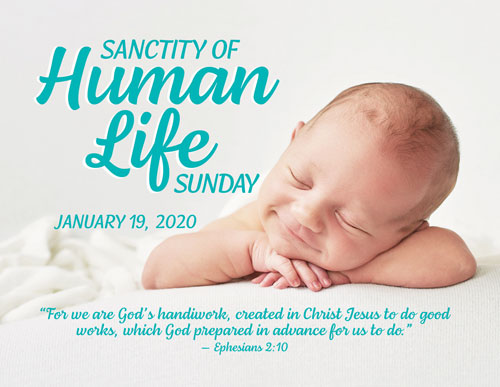 SANCTITY OF
Human
Life
SUNDAY
JANUARY 19, 2020
“For we are God’s handiwork, created in Christ Jesus to do good
works, which God prepared in advance for us to do.”
– Ephesians 2:10